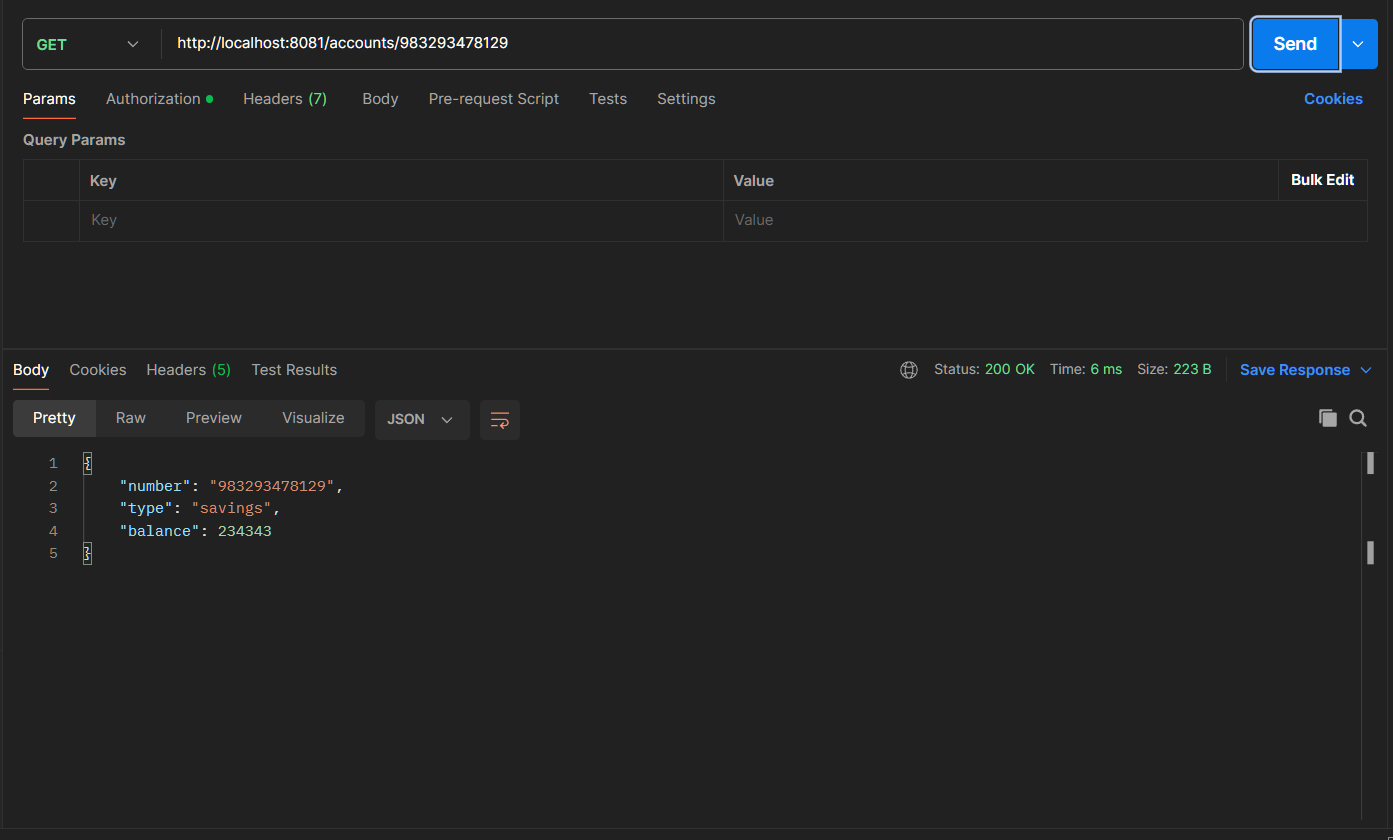 GET http://localhost:8081/accounts/983293478129 Send
Params Authorization Headers (7) Body Pre-request Script Tests Settings Cookies
Query Params
Key Value Bulk Edit
Key Value
Body Cookies Headers (5) Test Results Status: 200 OK Time: 6 ms Size: 223 B Save Response
Pretty Raw Preview Visualize JSON
1 {
2 "number": "983293478129",
3 "type": "savings",
4 "balance": 234343
5 }